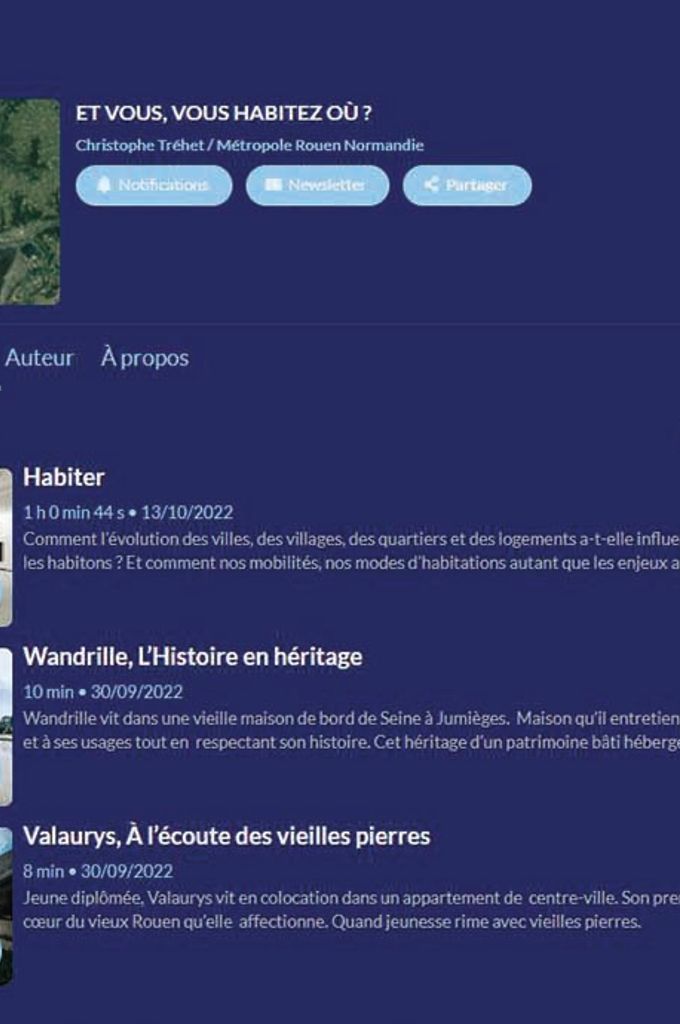 ET VOUS, VOUS HABITEZ OÙ ?
Christophe Tréhet / Métropole Rouen Normandie
Notifications Newsletter Partager
Auteur À propos
Habiter
1 h 0 min 44 s • 13/10/2022
Comment l'évolution des villes, des villages, des quartiers et des logements a-t-elle influe
les habitons ? Et comment nos mobilités, nos modes d'habitations autant que les enjeux a
Wandrille, L'Histoire en héritage
10 min • 30/09/2022
Wandrille vit dans une vieille maison de bord de Seine à Jumièges. Maison qu'il entretien
et à ses usages tout en respectant son histoire. Cet héritage d'un patrimoine bâti héberge
Valaurys, À l'écoute des vieilles pierres
8 min • 30/09/2022
Jeune diplômée, Valaurys vit en colocation dans un appartement de centre-ville. Son pre
cœur du vieux Rouen qu'elle affectionne. Quand jeunesse rime avec vieilles pierres.